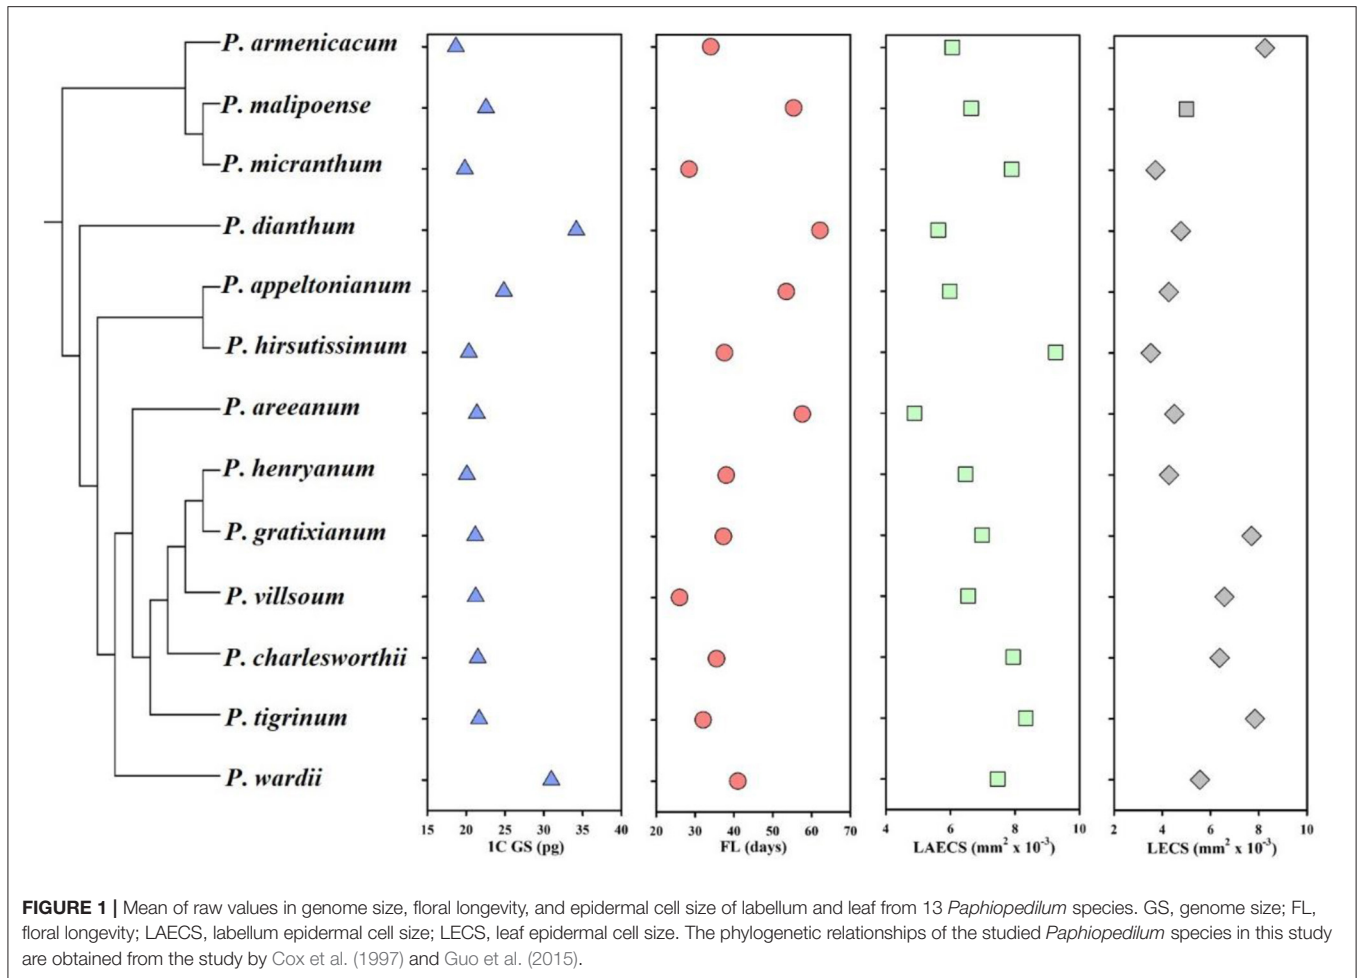 P. armenicacum
P. malipoense
P. micranthum
P. dianthum
P. appeltonianum
P. hirsutissimum
P. areeanum
P. henryanum
P. gratixianum
P. villsoum
P. charlesworthii
P. tigrinum
P. wardii
15 20 25 30 35 40
1C GS (pg)
20 30 40 50 60 70
FL (days)
4 6 8 10
LAECS (mm² x 10⁻³)
2 4 6 8 10
LECS (mm² x 10⁻³)
FIGURE 1 | Mean of raw values in genome size, floral longevity, and epidermal cell size of labellum and leaf from 13 Paphiopedilum species. GS, genome size; FL,
floral longevity; LAECS, labellum epidermal cell size; LECS, leaf epidermal cell size. The phylogenetic relationships of the studied Paphiopedilum species in this study
are obtained from the study by Cox et al. (1997) and Guo et al. (2015).